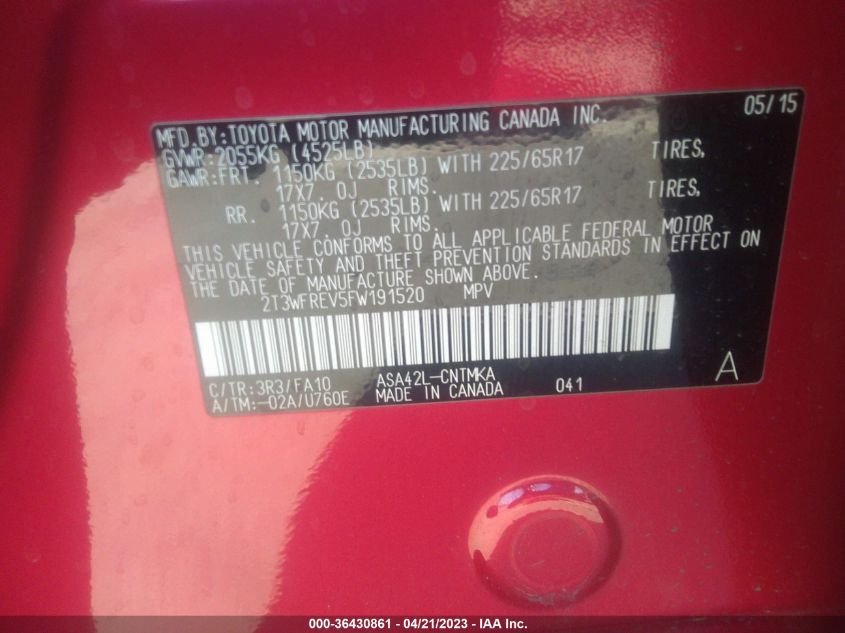 05/15
MFD. BY: TOYOTA MOTOR MANUFACTURING CANADA INC.
GVWR: 2055KG (4525LB)
GAWR: FRT. 1150KG (2535LB) WITH 225/65R17 TIRES,
17X7.0J RIMS.
RR. 1150KG (2535LB) WITH 225/65R17 TIRES,
17X7.0J RIMS.
THIS VEHICLE CONFORMS TO ALL APPLICABLE FEDERAL MOTOR
VEHICLE SAFETY AND THEFT PREVENTION STANDARDS IN EFFECT ON
THE DATE OF MANUFACTURE SHOWN ABOVE.
2T3WFREV5FW191520 MPV
C/TR: 3R3/FA10 ASA42L-CNTMKA
A/TM: -02A/U760E MADE IN CANADA 041 A
000-36430861 - 04/21/2023 - IAA Inc.